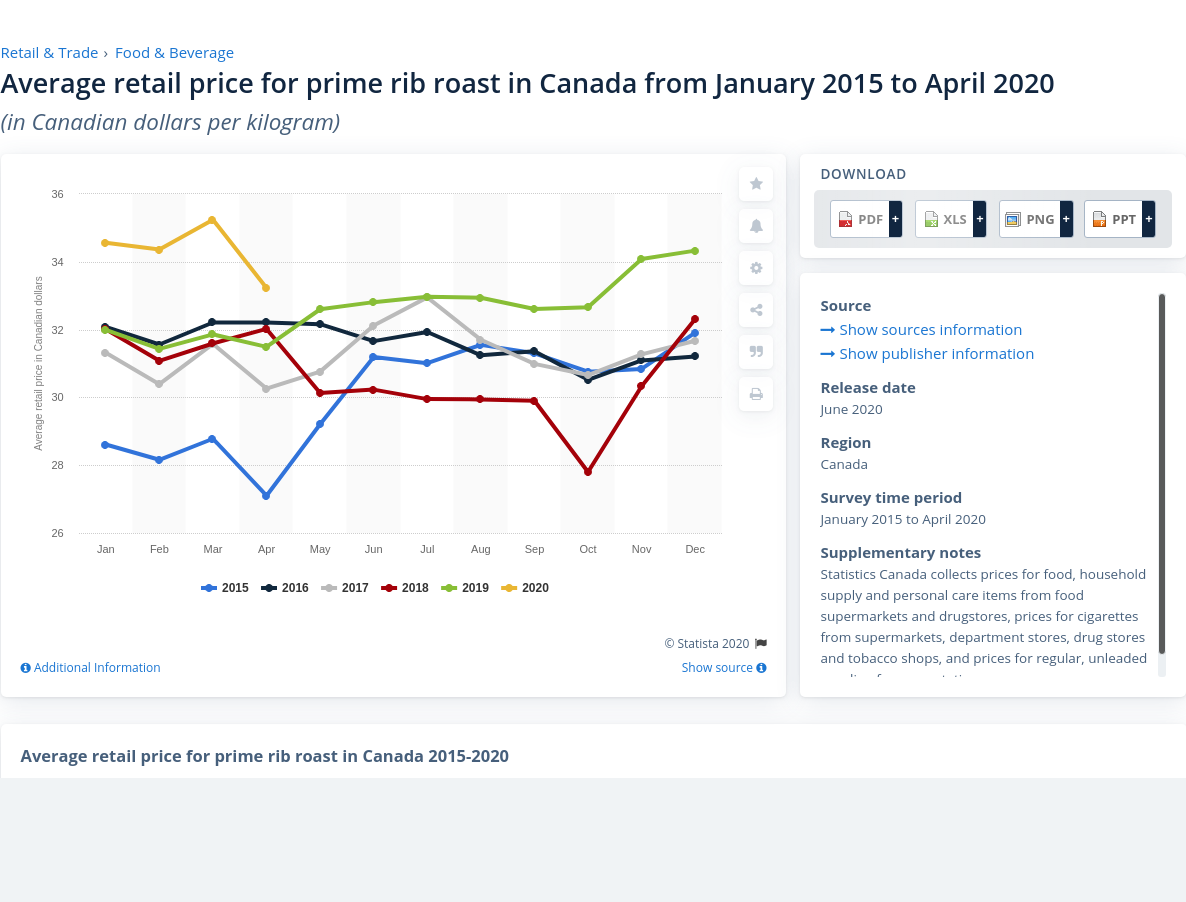 Retail & Trade › Food & Beverage
Average retail price for prime rib roast in Canada from January 2015 to April 2020
(in Canadian dollars per kilogram)
36
34
32
30
28
26
Average retail price in Canadian dollars
Jan Feb Mar Apr May Jun Jul Aug Sep Oct Nov Dec
2015 2016 2017 2018 2019 2020
© Statista 2020
Additional Information
Show source
DOWNLOAD
PDF + XLS + PNG + PPT +
Source
Show sources information
Show publisher information
Release date
June 2020
Region
Canada
Survey time period
January 2015 to April 2020
Supplementary notes
Statistics Canada collects prices for food, household
supply and personal care items from food
supermarkets and drugstores, prices for cigarettes
from supermarkets, department stores, drug stores
and tobacco shops, and prices for regular, unleaded
Average retail price for prime rib roast in Canada 2015-2020